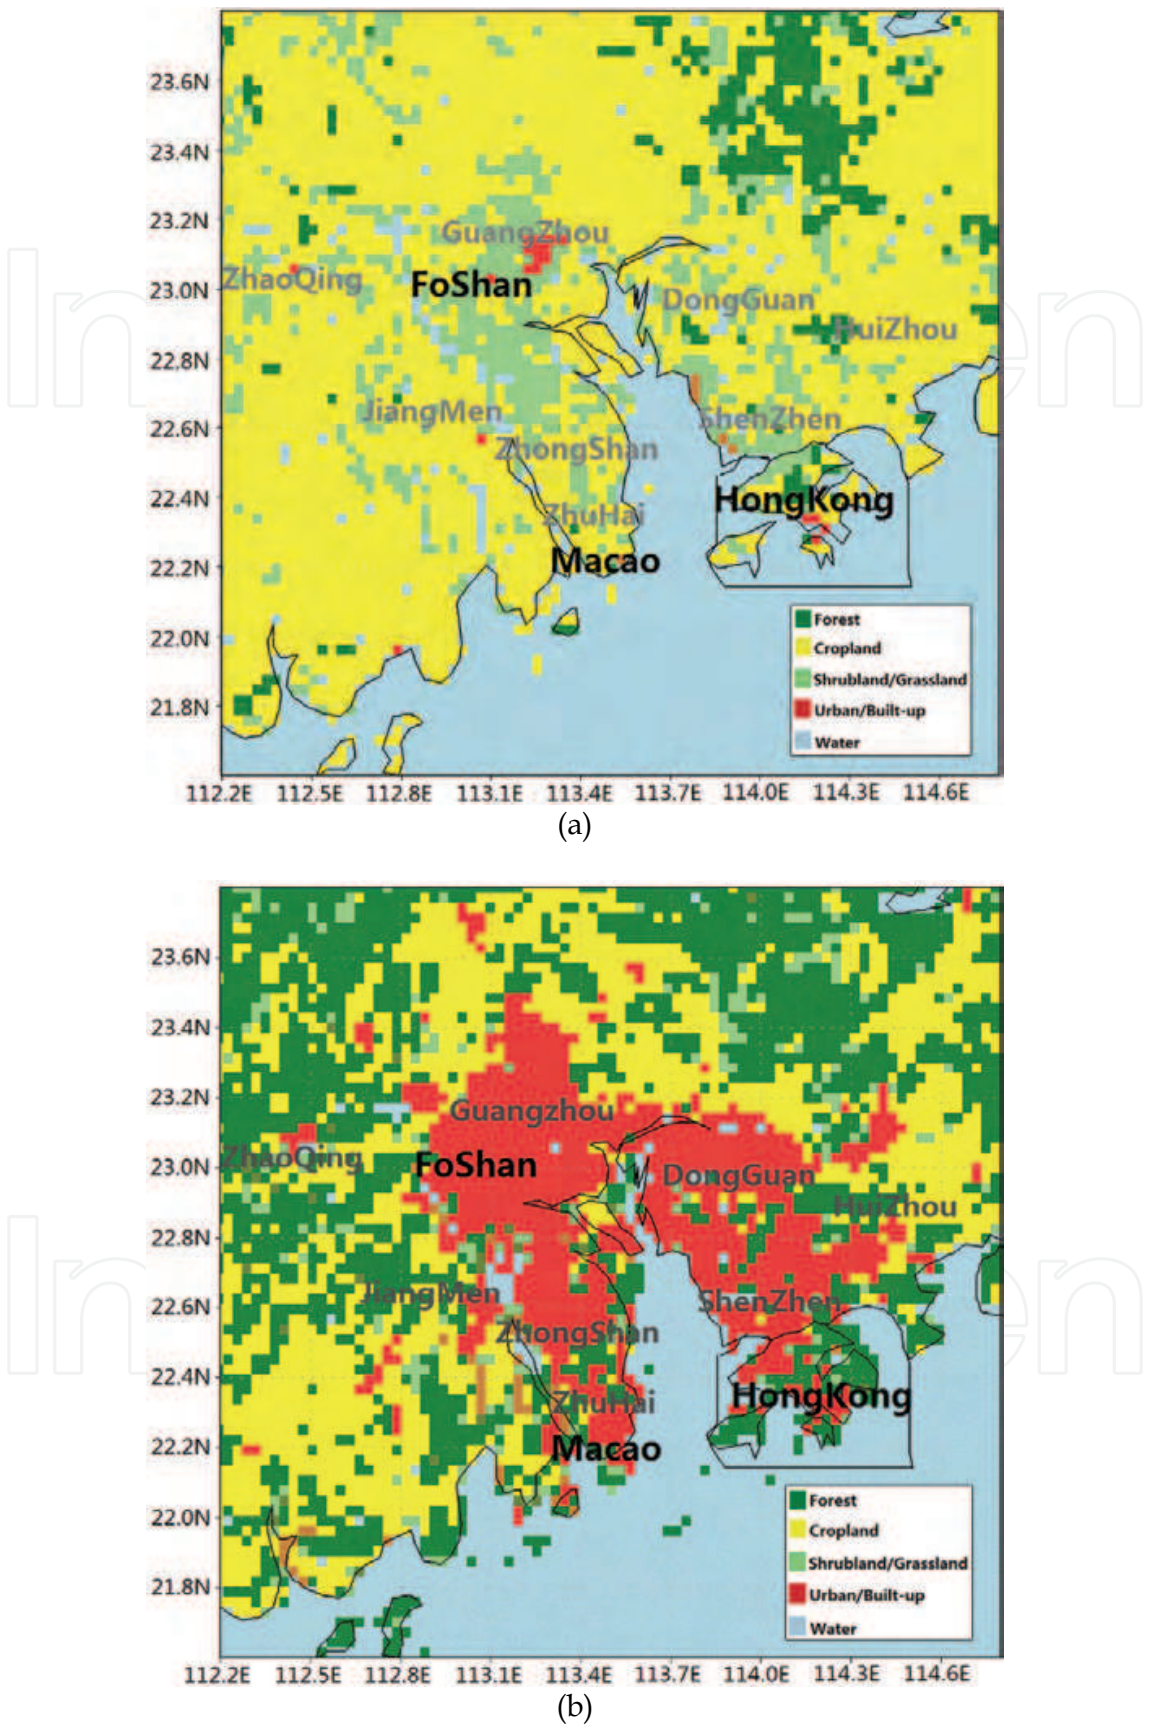 23.6N
23.4N
23.2N
GuangZhou
ZhaoQing
FoShan
23.0N
DongGuan
HuiZhou
22.8N
JiangMen
ShenZhen
22.6N
ZhongShan
22.4N
HongKong
ZhuHai
Macao
22.2N
22.0N
21.8N
Forest
Cropland
Shrubland/Grassland
Urban/Built-up
Water
112.2E 112.5E 112.8E 113.1E 113.4E 113.7E 114.0E 114.3E 114.6E
(a)
23.6N
23.4N
23.2N
Guangzhou
ZhaoQing
FoShan
23.0N
DongGuan
HuiZhou
22.8N
JiangMen
ShenZhen
22.6N
ZhongShan
22.4N
HongKong
ZhuHai
Macao
22.2N
22.0N
21.8N
Forest
Cropland
Shrubland/Grassland
Urban/Built-up
Water
112.2E 112.5E 112.8E 113.1E 113.4E 113.7E 114.0E 114.3E 114.6E
(b)